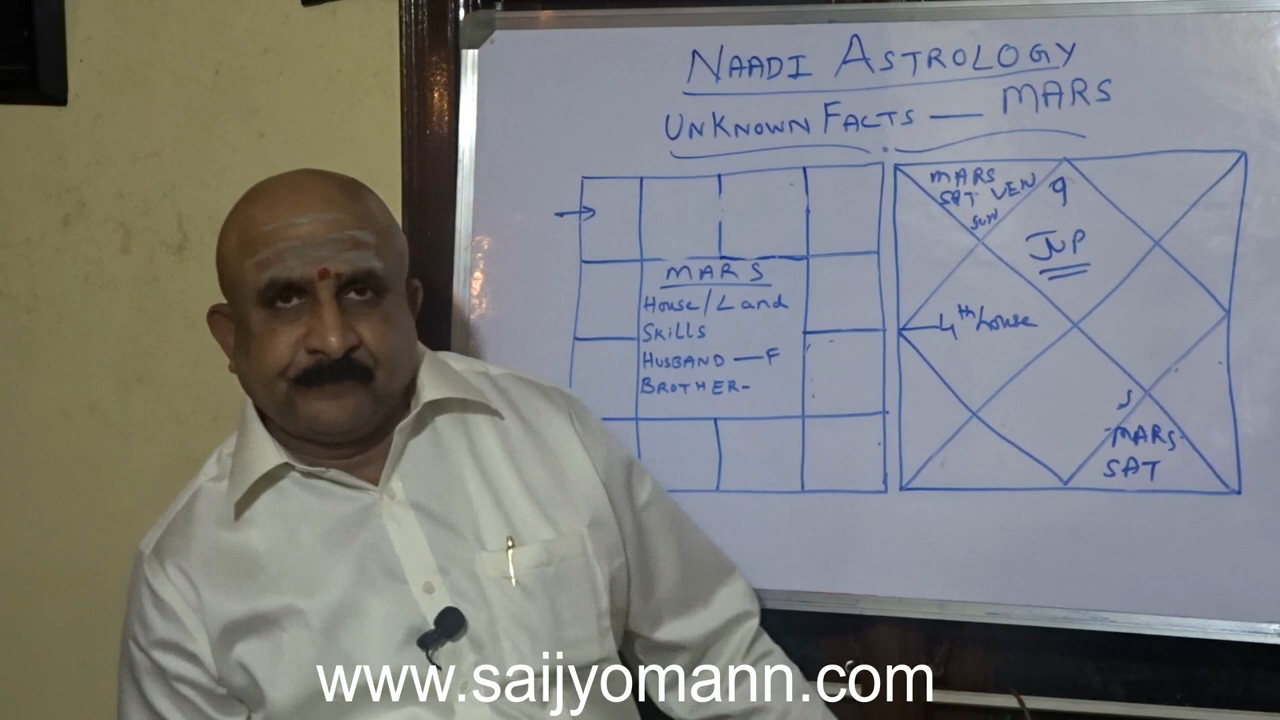 NAADI ASTROLOGY
UNKNOWN FACTS — MARS
MARS
House/Land
SKILLS
HUSBAND — F
BROTHER-
MARS
SAT VEN
SUN
9
JUP
4th house
5
MARS
SAT
www.saijyomann.com